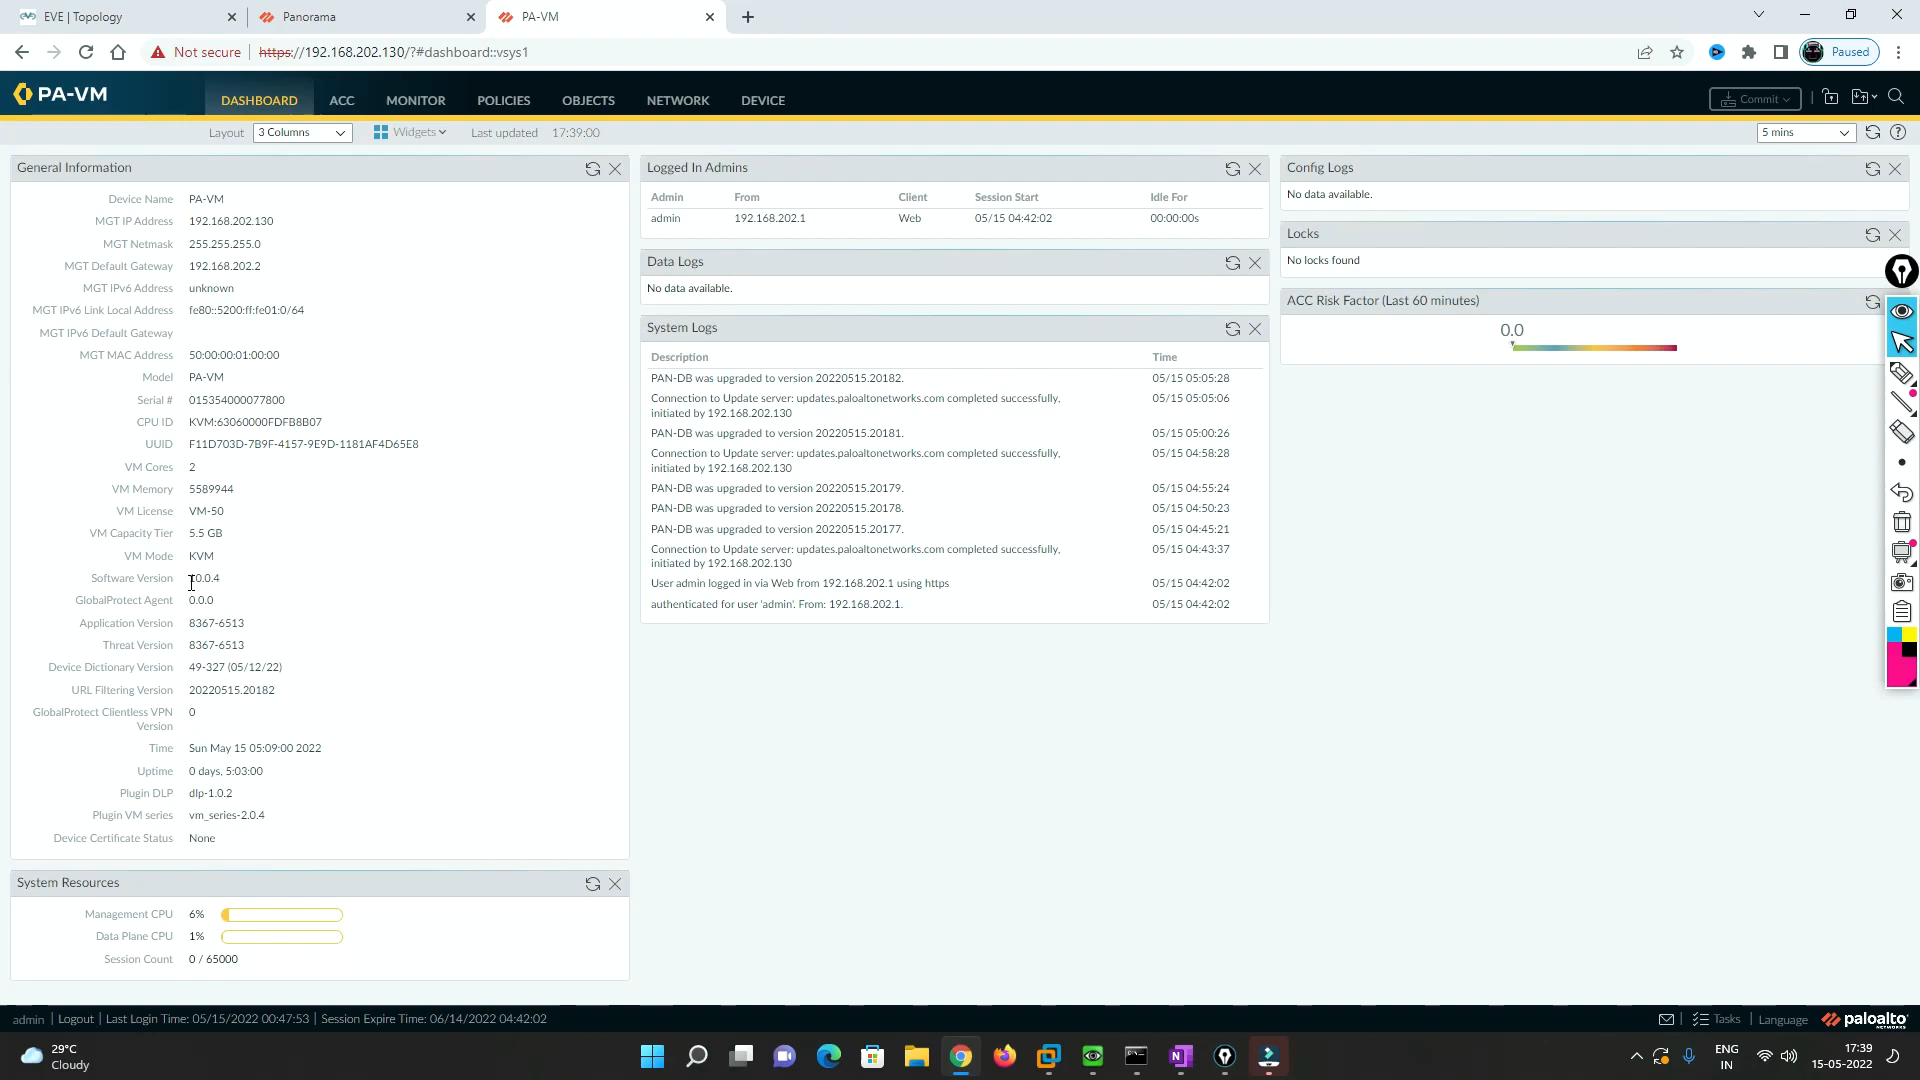 EVE | Topology
Panorama
PA-VM
Not secure
https://192.168.202.130/?#dashboard::vsys1
Paused
PA-VM
DASHBOARD
ACC
MONITOR
POLICIES
OBJECTS
NETWORK
DEVICE
Commit
Layout
3 Columns
Widgets
Last updated 17:39:00
5 mins
General Information
Device Name PA-VM
MGT IP Address 192.168.202.130
MGT Netmask 255.255.255.0
MGT Default Gateway 192.168.202.2
MGT IPv6 Address unknown
MGT IPv6 Link Local Address fe80::5200:ff:fe01:0/64
MGT IPv6 Default Gateway
MGT MAC Address 50:00:00:01:00:00
Model PA-VM
Serial # 015354000077800
CPU ID KVM:63060000FDFB8B07
UUID F11D703D-7B9F-4157-9E9D-1181AF4D65E8
VM Cores 2
VM Memory 5589944
VM License VM-50
VM Capacity Tier 5.5 GB
VM Mode KVM
Software Version 10.0.4
GlobalProtect Agent 0.0.0
Application Version 8367-6513
Threat Version 8367-6513
Device Dictionary Version 49-327 (05/12/22)
URL Filtering Version 20220515.20182
GlobalProtect Clientless VPN 0
Version
Time Sun May 15 05:09:00 2022
Uptime 0 days, 5:03:00
Plugin DLP dlp-1.0.2
Plugin VM series vm_series-2.0.4
Device Certificate Status None
System Resources
Management CPU 6%
Data Plane CPU 1%
Session Count 0 / 65000
Logged In Admins
Admin From Client Session Start Idle For
admin 192.168.202.1 Web 05/15 04:42:02 00:00:00s
Data Logs
No data available.
System Logs
Description Time
PAN-DB was upgraded to version 20220515.20182. 05/15 05:05:28
Connection to Update server: updates.paloaltonetworks.com completed successfully, 05/15 05:05:06
initiated by 192.168.202.130
PAN-DB was upgraded to version 20220515.20181. 05/15 05:00:26
Connection to Update server: updates.paloaltonetworks.com completed successfully, 05/15 04:58:28
initiated by 192.168.202.130
PAN-DB was upgraded to version 20220515.20179. 05/15 04:55:24
PAN-DB was upgraded to version 20220515.20178. 05/15 04:50:23
PAN-DB was upgraded to version 20220515.20177. 05/15 04:45:21
Connection to Update server: updates.paloaltonetworks.com completed successfully, 05/15 04:43:37
initiated by 192.168.202.130
User admin logged in via Web from 192.168.202.1 using https 05/15 04:42:02
authenticated for user 'admin'. From: 192.168.202.1. 05/15 04:42:02
Config Logs
No data available.
Locks
No locks found
ACC Risk Factor (Last 60 minutes)
0.0
admin | Logout | Last Login Time: 05/15/2022 00:47:53 | Session Expire Time: 06/14/2022 04:42:02
Tasks | Language
paloalto
NETWORKS
29°C
Cloudy
ENG
IN
17:39
15-05-2022